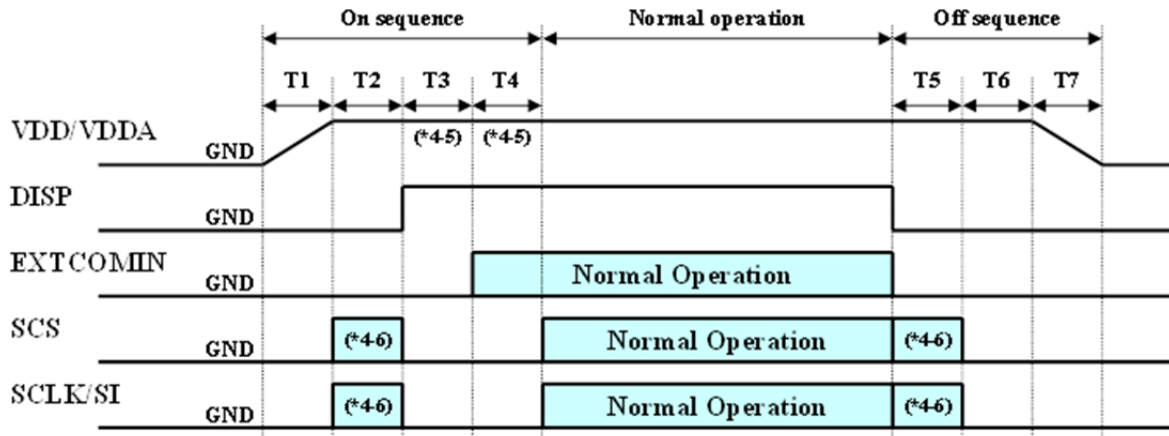 On sequence Normal operation Off sequence
T1 T2 T3 T4 T5 T6 T7
VDD/VDDA GND (*4-5) (*4-5)
DISP GND
EXTCOMIN GND Normal Operation
SCS GND (*4-6) Normal Operation (*4-6)
SCLK/SI GND (*4-6) Normal Operation (*4-6)